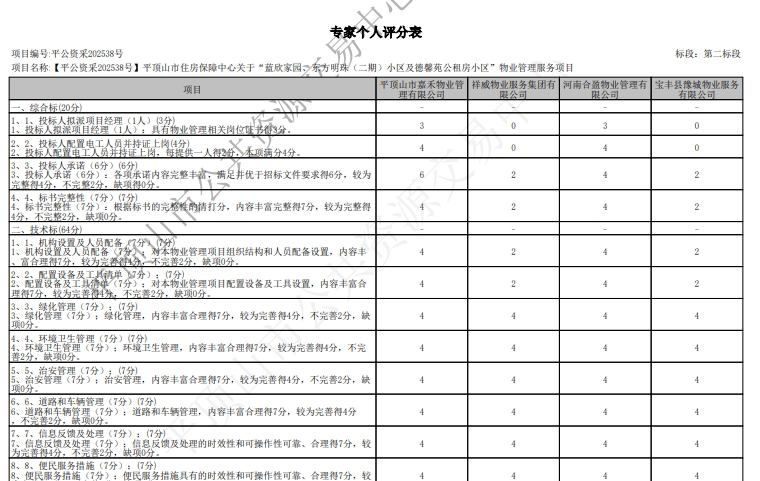 专家个人评分表
项目编号:平公资采202538号
标段: 第二标段
项目名称:【平公资采202538号】平顶山市住房保障中心关于“蓝欣家园、东方明珠（二期）小区及德馨苑公租房小区”物业管理服务项目
项目 平顶山市嘉禾物业管理有限公司 祥威物业服务集团有限公司 河南合盈物业管理有限公司 宝丰县豫城物业服务有限公司
一、综合标(20分) - - - -
1、1、投标人拟派项目经理（1人）(3分)
1、投标人拟派项目经理（1人）: 具有物业管理相关岗位证书得3分。 3 0 3 0
2、2、投标人配置电工人员并持证上岗(4分)
2、投标人配置电工人员并持证上岗, 每提供一人得2分，本项满分4分。 4 0 4 0
3、3、投标人承诺（6分）(6分)
3、投标人承诺（6分）: 各项承诺内容完整丰富, 满足并优于招标文件要求得6分, 较为
完整得4分, 不完整2分, 缺项得0分。 6 2 4 2
4、4、标书完整性（7分）(7分)
4、标书完整性（7分）: 根据标书的完整性酌情打分, 内容丰富完整得7分, 较为完整得
4分, 不完整2分, 缺项0分。 4 2 4 2
二、技术标(64分) - - - -
1、1、机构设置及人员配备（7分）(7分)
1、机构设置及人员配备（7分）: 对本物业管理项目组织结构和人员配备设置, 内容丰
富合理得7分, 较为完善得4分, 不完善2分, 缺项0分。 4 2 4 2
2、2、配置设备及工具清单（7分）; (7分)
2、配置设备及工具清单（7分）: 对本物业管理项目配置设备及工具设置, 内容丰富合
理得7分, 较为完善得4分, 不完善2分, 缺项0分。 4 2 4 2
3、3、绿化管理（7分）; (7分)
3、绿化管理（7分）; 绿化管理, 内容丰富合理得7分, 较为完善得4分, 不完善2分, 缺
项0分。 4 4 4 4
4、4、环境卫生管理（7分）(7分)
4、环境卫生管理（7分）; 环境卫生管理, 内容丰富合理得7分, 较为完善得4分, 不完
善2分, 缺项0分。 4 4 4 4
5、5、治安管理（7分）; (7分)
5、治安管理（7分）; 治安管理, 内容丰富合理得7分, 较为完善得4分, 不完善2分, 缺
项0分。 4 4 4 4
6、6、道路和车辆管理（7分）(7分)
6、道路和车辆管理（7分）; 道路和车辆管理, 内容丰富合理得7分, 较为完善得4分
, 不完善2分, 缺项0分。 4 4 4 4
7、7、信息反馈及处理（7分）; (7分)
7、信息反馈及处理（7分）; 信息反馈及处理的时效性和可操作性可靠、合理得7分, 较
为完善得4分, 不完善2分, 缺项0分。 4 4 4 4
8、8、便民服务措施（7分）; (7分)
8、便民服务措施（7分）; 便民服务措施具有的时效性和可操作性可靠、合理得7分, 较 4 4 4 4
平顶山市公共资源交易中心
平顶山市公共资源交易中